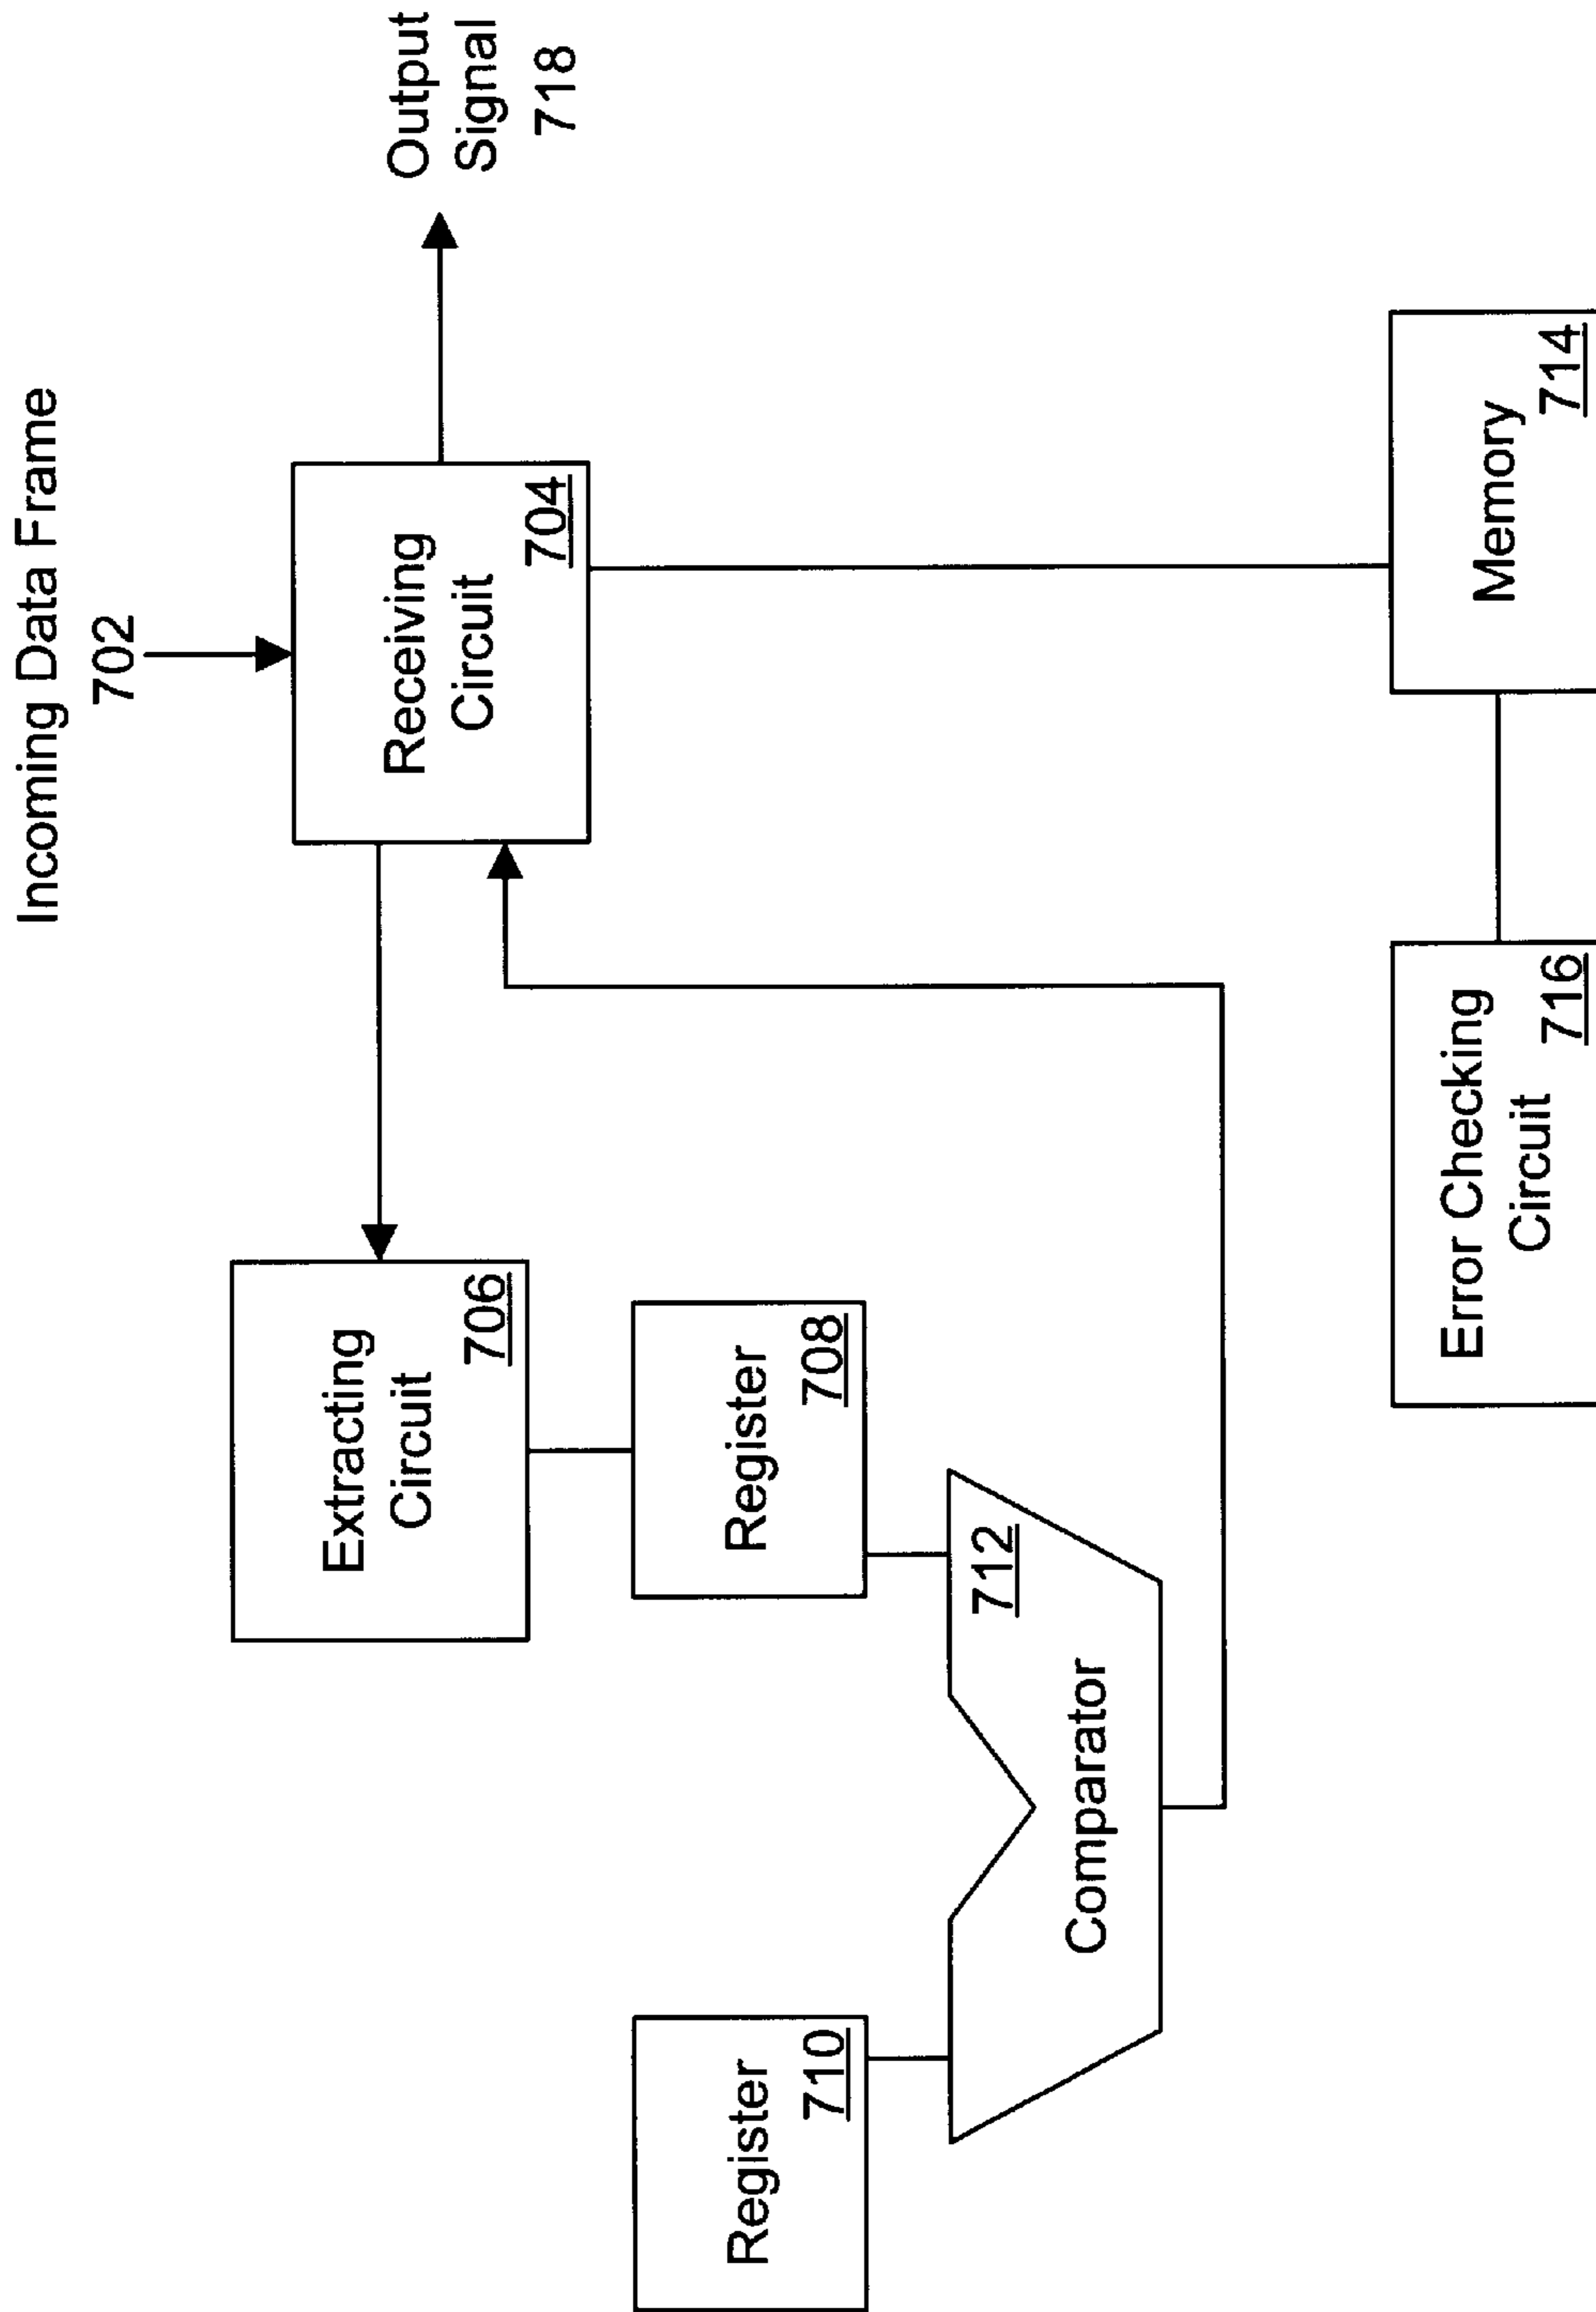 Incoming Data Frame
702
Output
Signal
718
Receiving
Circuit
704
Extracting
Circuit
706
Register
708
Register
710
712
Comparator
Memory
714
Error Checking
Circuit
716